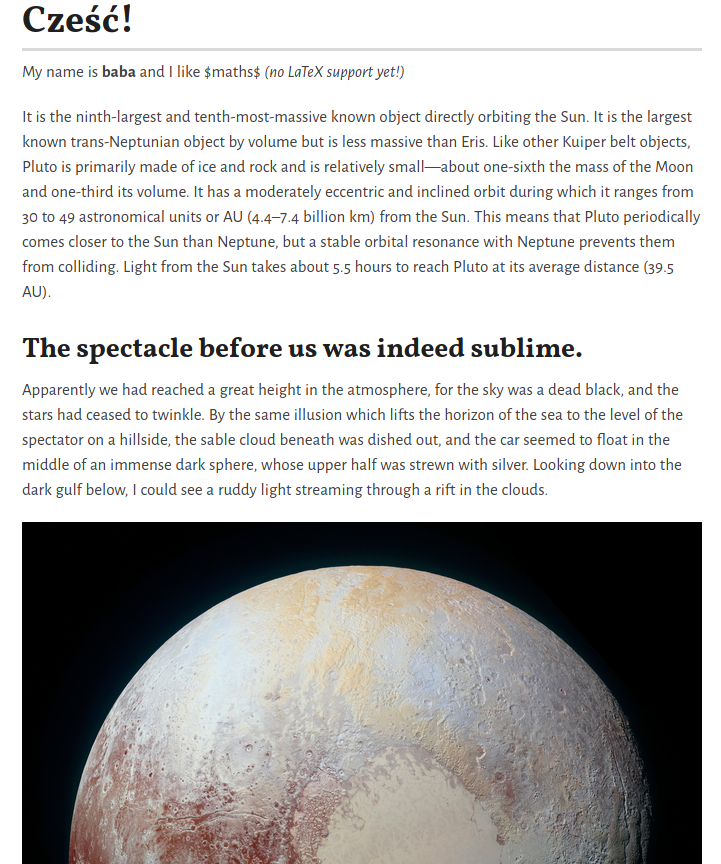 Cześć!
My name is baba and I like $maths$ (no LaTeX support yet!)
It is the ninth-largest and tenth-most-massive known object directly orbiting the Sun. It is the largest
known trans-Neptunian object by volume but is less massive than Eris. Like other Kuiper belt objects,
Pluto is primarily made of ice and rock and is relatively small—about one-sixth the mass of the Moon
and one-third its volume. It has a moderately eccentric and inclined orbit during which it ranges from
30 to 49 astronomical units or AU (4.4–7.4 billion km) from the Sun. This means that Pluto periodically
comes closer to the Sun than Neptune, but a stable orbital resonance with Neptune prevents them
from colliding. Light from the Sun takes about 5.5 hours to reach Pluto at its average distance (39.5
AU).
The spectacle before us was indeed sublime.
Apparently we had reached a great height in the atmosphere, for the sky was a dead black, and the
stars had ceased to twinkle. By the same illusion which lifts the horizon of the sea to the level of the
spectator on a hillside, the sable cloud beneath was dished out, and the car seemed to float in the
middle of an immense dark sphere, whose upper half was strewn with silver. Looking down into the
dark gulf below, I could see a ruddy light streaming through a rift in the clouds.